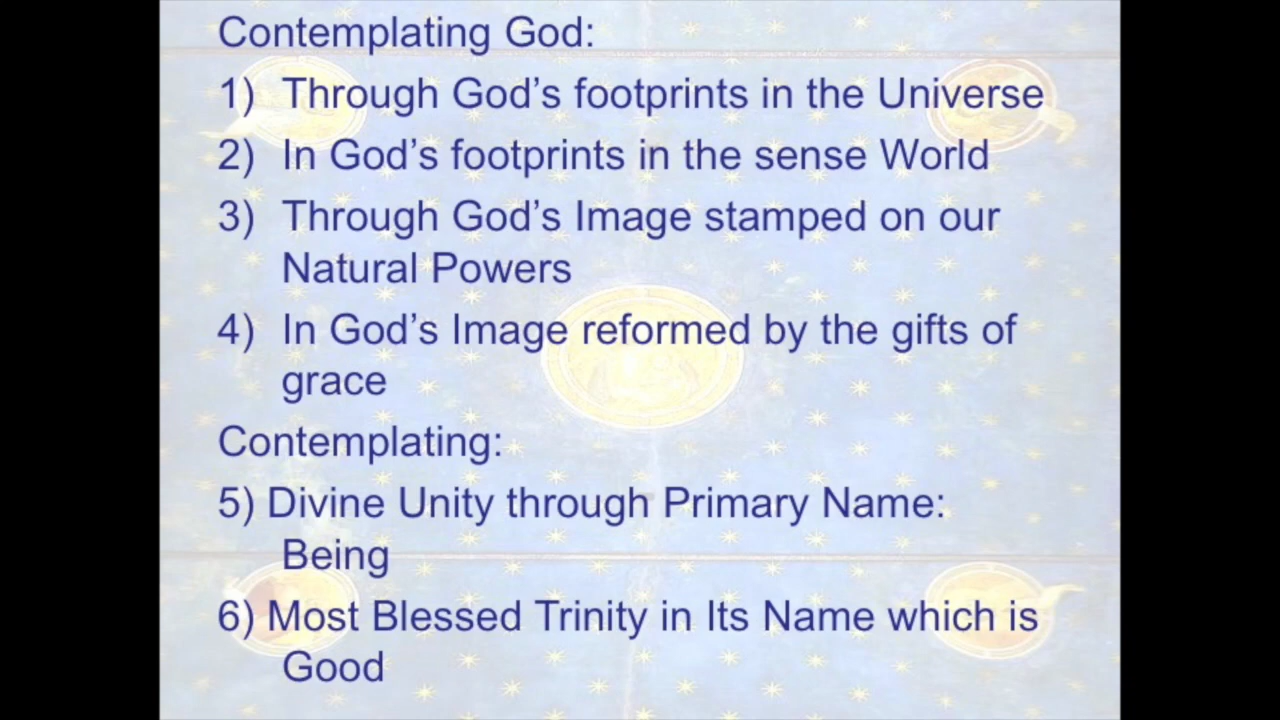 Contemplating God:
1) Through God’s footprints in the Universe
2) In God’s footprints in the sense World
3) Through God’s Image stamped on our
Natural Powers
4) In God’s Image reformed by the gifts of
grace
Contemplating:
5) Divine Unity through Primary Name:
Being
6) Most Blessed Trinity in Its Name which is
Good